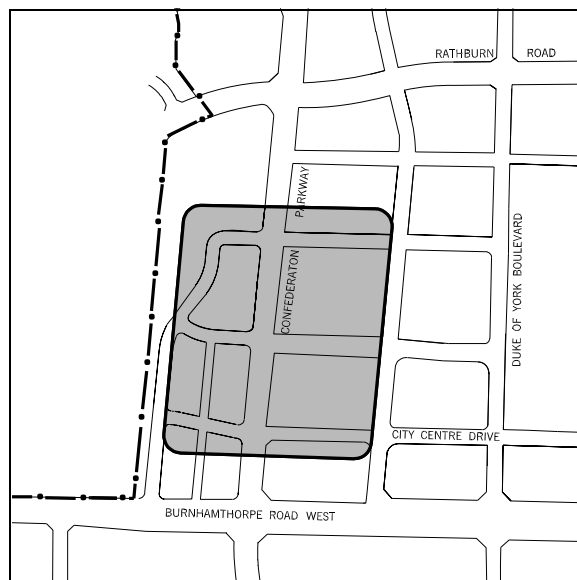 RATHBURN ROAD
PARKWAY
CONFEDERATON
DUKE OF YORK BOULEVARD
CITY CENTRE DRIVE
BURNHAMTHORPE ROAD WEST